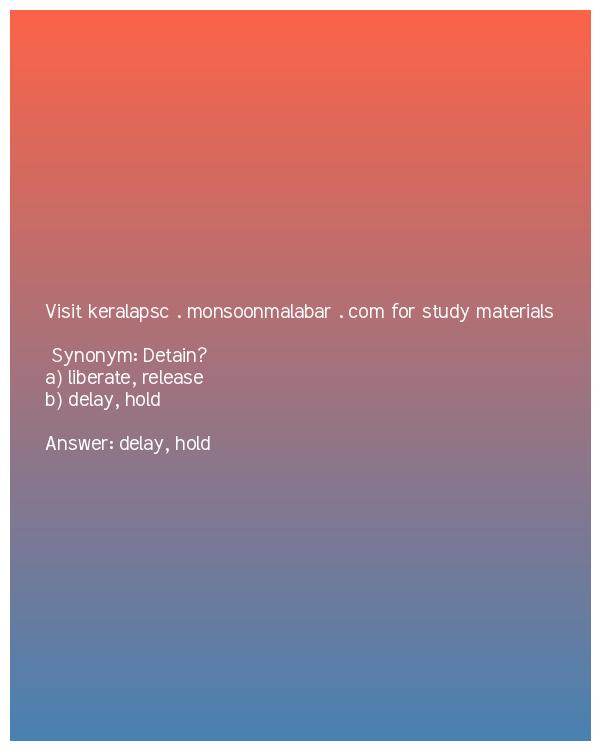 Visit keralapsc . monsoonmalabar . com for study materials
Synonym: Detain?
a) liberate, release
b) delay, hold
Answer: delay, hold